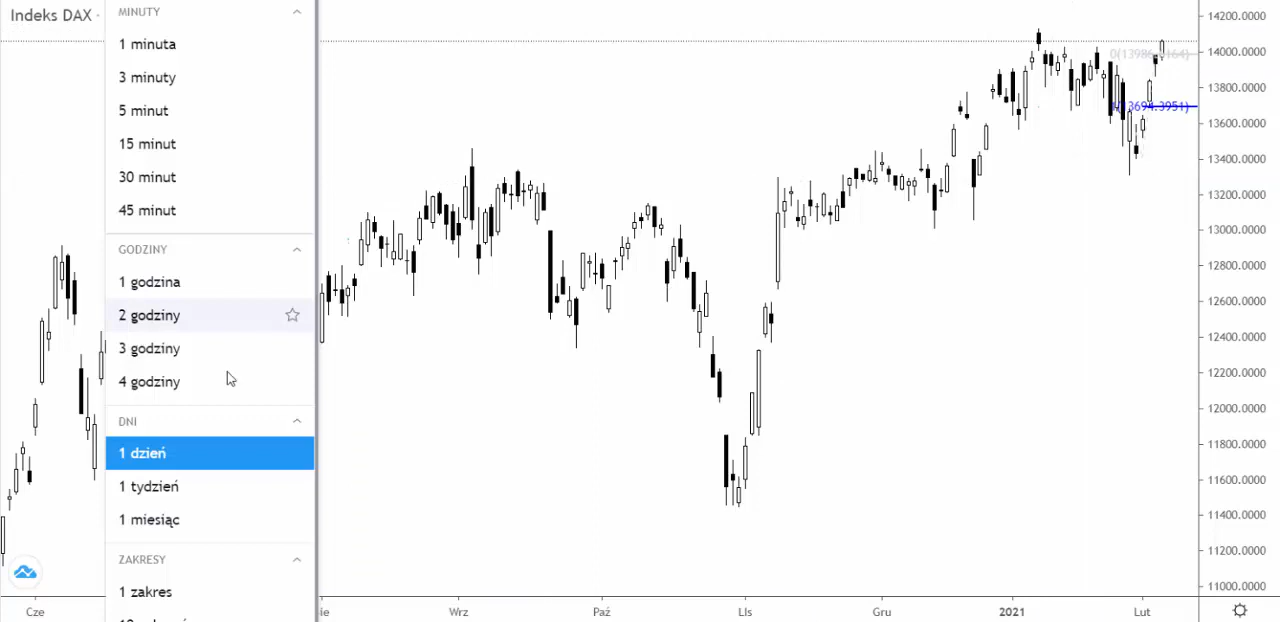 Indeks DAX
MINUTY
1 minuta
3 minuty
5 minut
15 minut
30 minut
45 minut
GODZINY
1 godzina
2 godziny
3 godziny
4 godziny
DNI
1 dzień
1 tydzień
1 miesiąc
ZAKRESY
1 zakres
14200.0000
14000.0000
13800.0000
13600.0000
13400.0000
13200.0000
13000.0000
12800.0000
12600.0000
12400.0000
12200.0000
12000.0000
11800.0000
11600.0000
11400.0000
11200.0000
11000.0000
Cze
ie
Wrz
Paź
LIs
Gru
2021
Lut